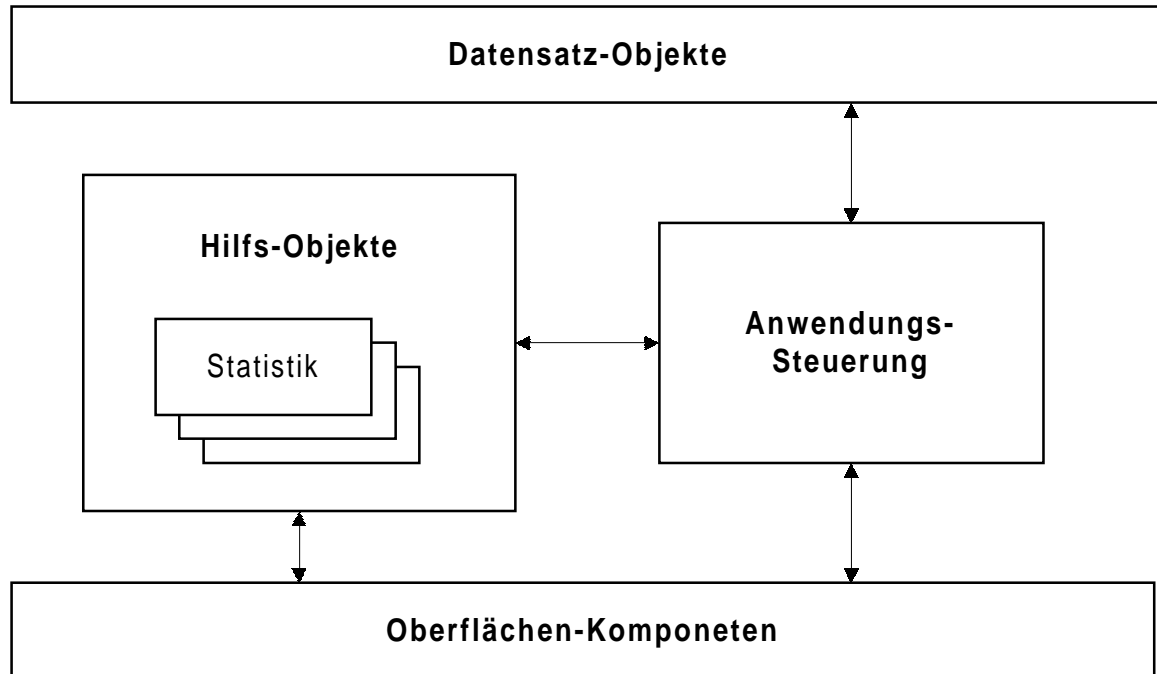 Datensatz-Objekte
Hilfs-Objekte
Statistik
Anwendungs-
Steuerung
Oberflächen-Komponeten